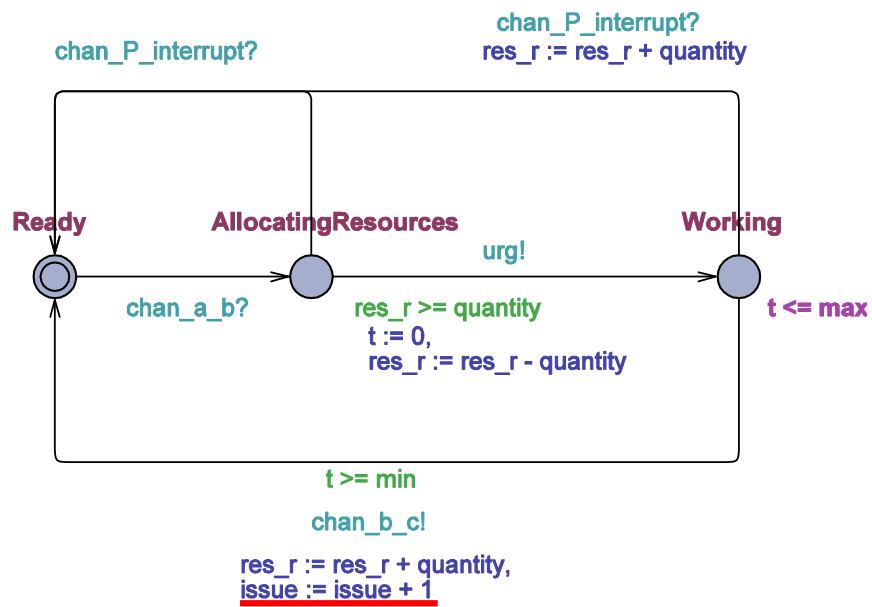 chan_P_interrupt?
res_r := res_r + quantity
chan_P_interrupt?
Ready
AllocatingResources
Working
urg!
chan_a_b?
res_r >= quantity
t := 0,
res_r := res_r - quantity
t <= max
t >= min
chan_b_c!
res_r := res_r + quantity,
issue := issue + 1